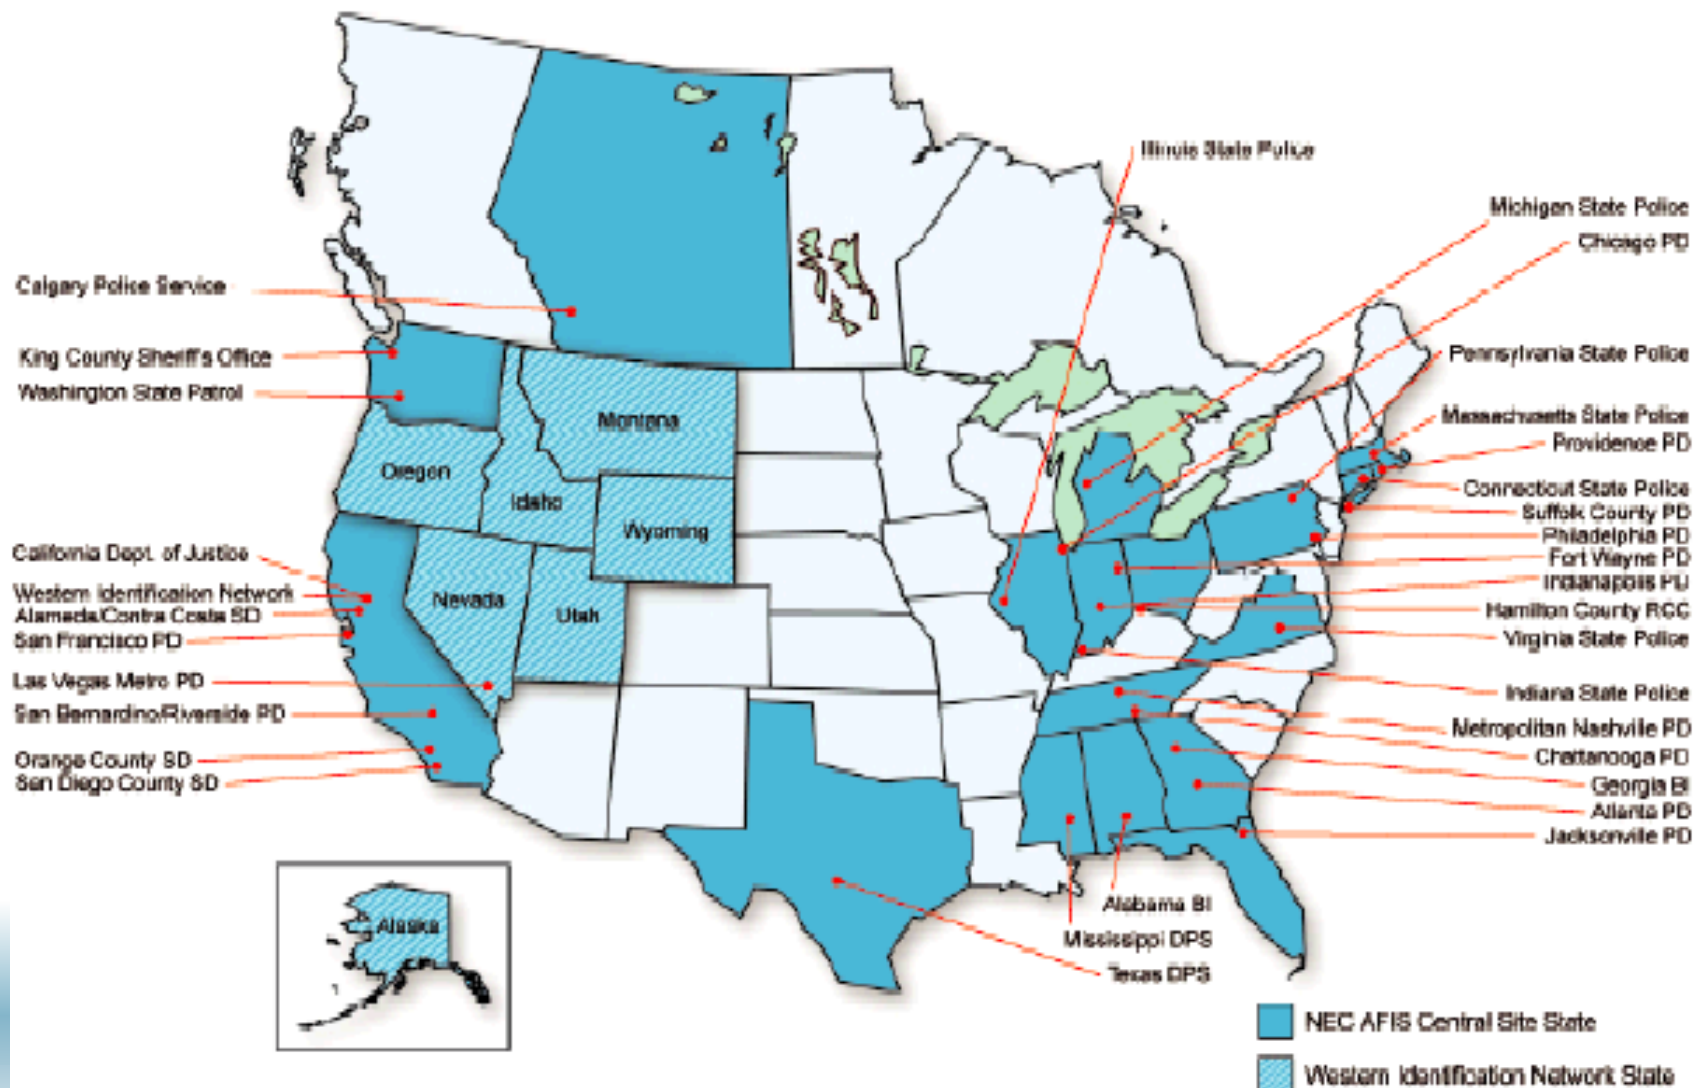 Illinois State Police
Michigan State Police
Chicago PD
Calgary Police Service
King County Sheriff's Office
Washington State Patrol
Pennsylvania State Police
Massachusetts State Police
Providence PD
Connecticut State Police
Suffolk County PD
Philadelphia PD
Fort Wayne PD
Indianapolis PD
Hamilton County RCC
Virginia State Police
Indiana State Police
Metropolitan Nashville PD
Chattanooga PD
Georgia BI
Atlanta PD
Jacksonville PD
Montana
Oregon
Idaho
Wyoming
Nevada
Utah
California Dept. of Justice
Western Identification Network
Alameda/Contra Costa SD
San Francisco PD
Las Vegas Metro PD
San Bernardino/Riverside PD
Orange County SD
San Diego County SD
Alaska
Alabama BI
Mississippi DPS
Texas DPS
NEC AFIS Central Site State
Western Identification Network State